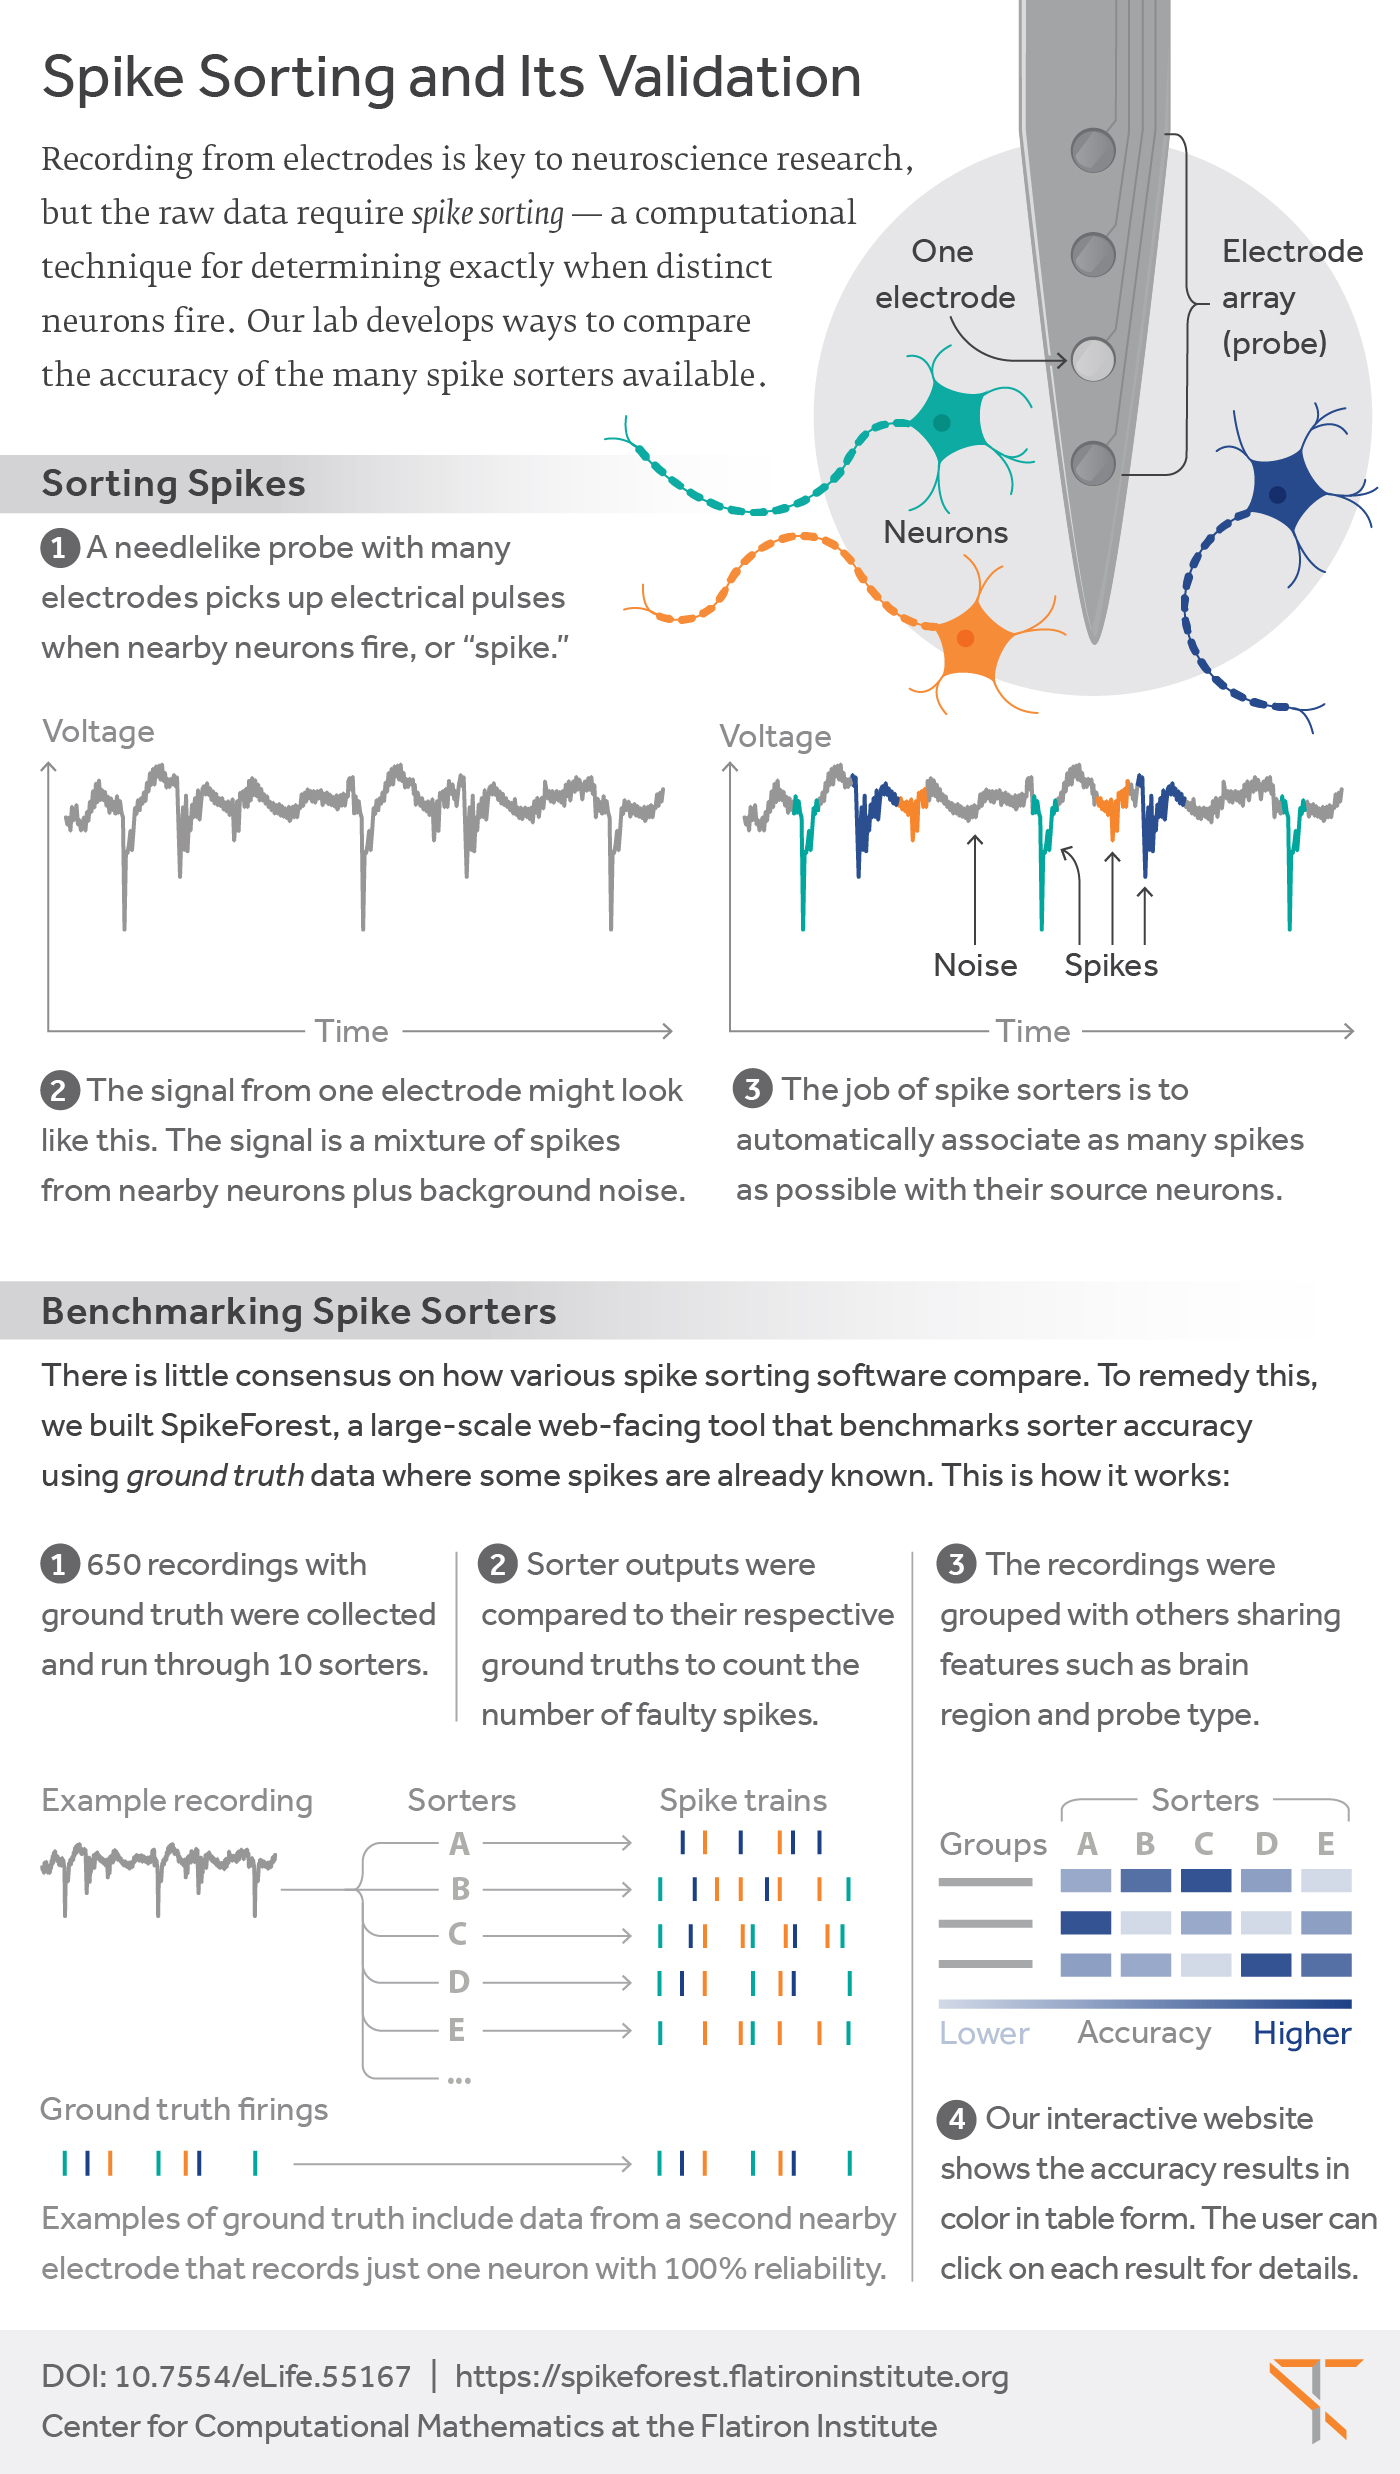 Spike Sorting and Its Validation
Recording from electrodes is key to neuroscience research,
but the raw data require spike sorting — a computational
technique for determining exactly when distinct
neurons fire. Our lab develops ways to compare
the accuracy of the many spike sorters available.
One
electrode
Electrode
array
(probe)
Neurons
Sorting Spikes
1 A needlelike probe with many
electrodes picks up electrical pulses
when nearby neurons fire, or “spike.”
Voltage
Time
2 The signal from one electrode might look
like this. The signal is a mixture of spikes
from nearby neurons plus background noise.
Voltage
Noise
Spikes
Time
3 The job of spike sorters is to
automatically associate as many spikes
as possible with their source neurons.
Benchmarking Spike Sorters
There is little consensus on how various spike sorting software compare. To remedy this,
we built SpikeForest, a large-scale web-facing tool that benchmarks sorter accuracy
using ground truth data where some spikes are already known. This is how it works:
1 650 recordings with
ground truth were collected
and run through 10 sorters.
2 Sorter outputs were
compared to their respective
ground truths to count the
number of faulty spikes.
Example recording
Sorters
Spike trains
A
B
C
D
E
...
Ground truth firings
Examples of ground truth include data from a second nearby
electrode that records just one neuron with 100% reliability.
3 The recordings were
grouped with others sharing
features such as brain
region and probe type.
Sorters
Groups A B C D E
Lower Accuracy Higher
4 Our interactive website
shows the accuracy results in
color in table form. The user can
click on each result for details.
DOI: 10.7554/eLife.55167 | https://spikeforest.flatironinstitute.org
Center for Computational Mathematics at the Flatiron Institute